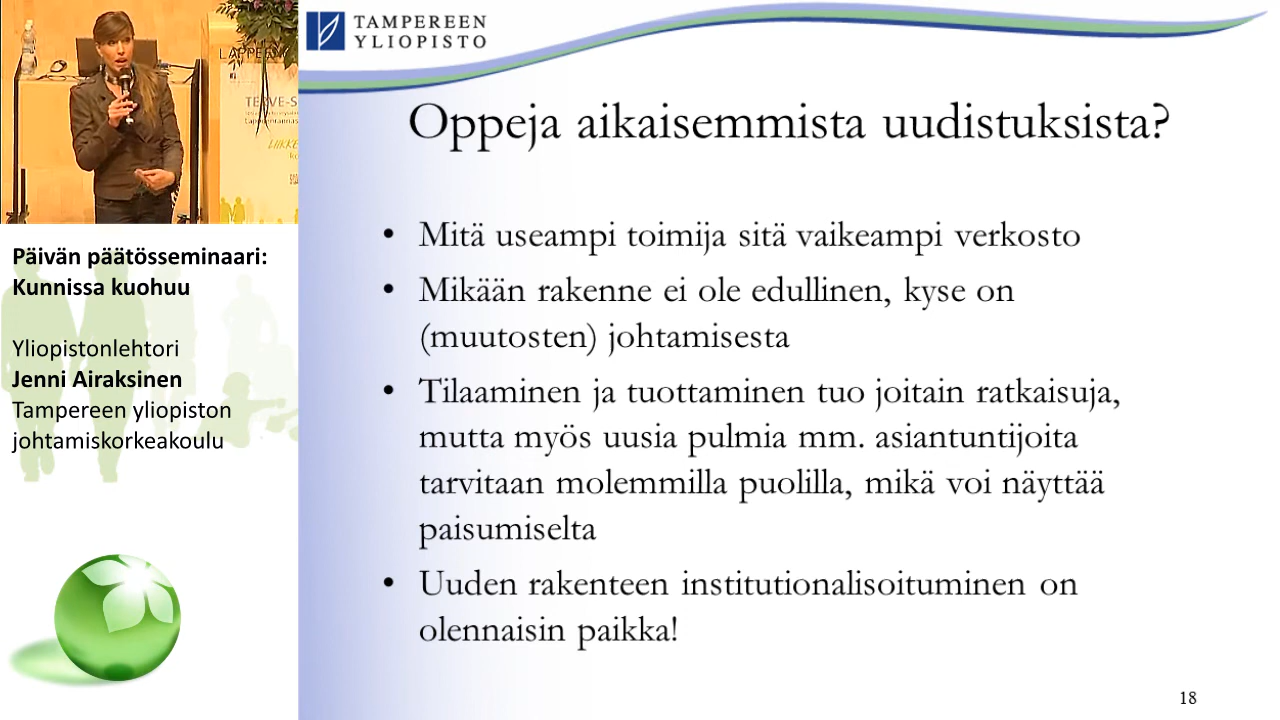 LAPPEEN
TERVE-S
TAMPEREEN
YLIOPISTO
Oppeja aikaisemmista uudistuksista?
• Mitä useampi toimija sitä vaikeampi verkosto
• Mikään rakenne ei ole edullinen, kyse on
(muutosten) johtamisesta
• Tilaaminen ja tuottaminen tuo joitain ratkaisuja,
mutta myös uusia pulmia mm. asiantuntijoita
tarvitaan molemmilla puolilla, mikä voi näyttää
paisumiselta
• Uuden rakenteen institutionalisoituminen on
olennaisin paikka!
18
Päivän päätösseminaari:
Kunnissa kuohuu
Yliopistonlehtori
Jenni Airaksinen
Tampereen yliopiston
johtamiskorkeakoulu